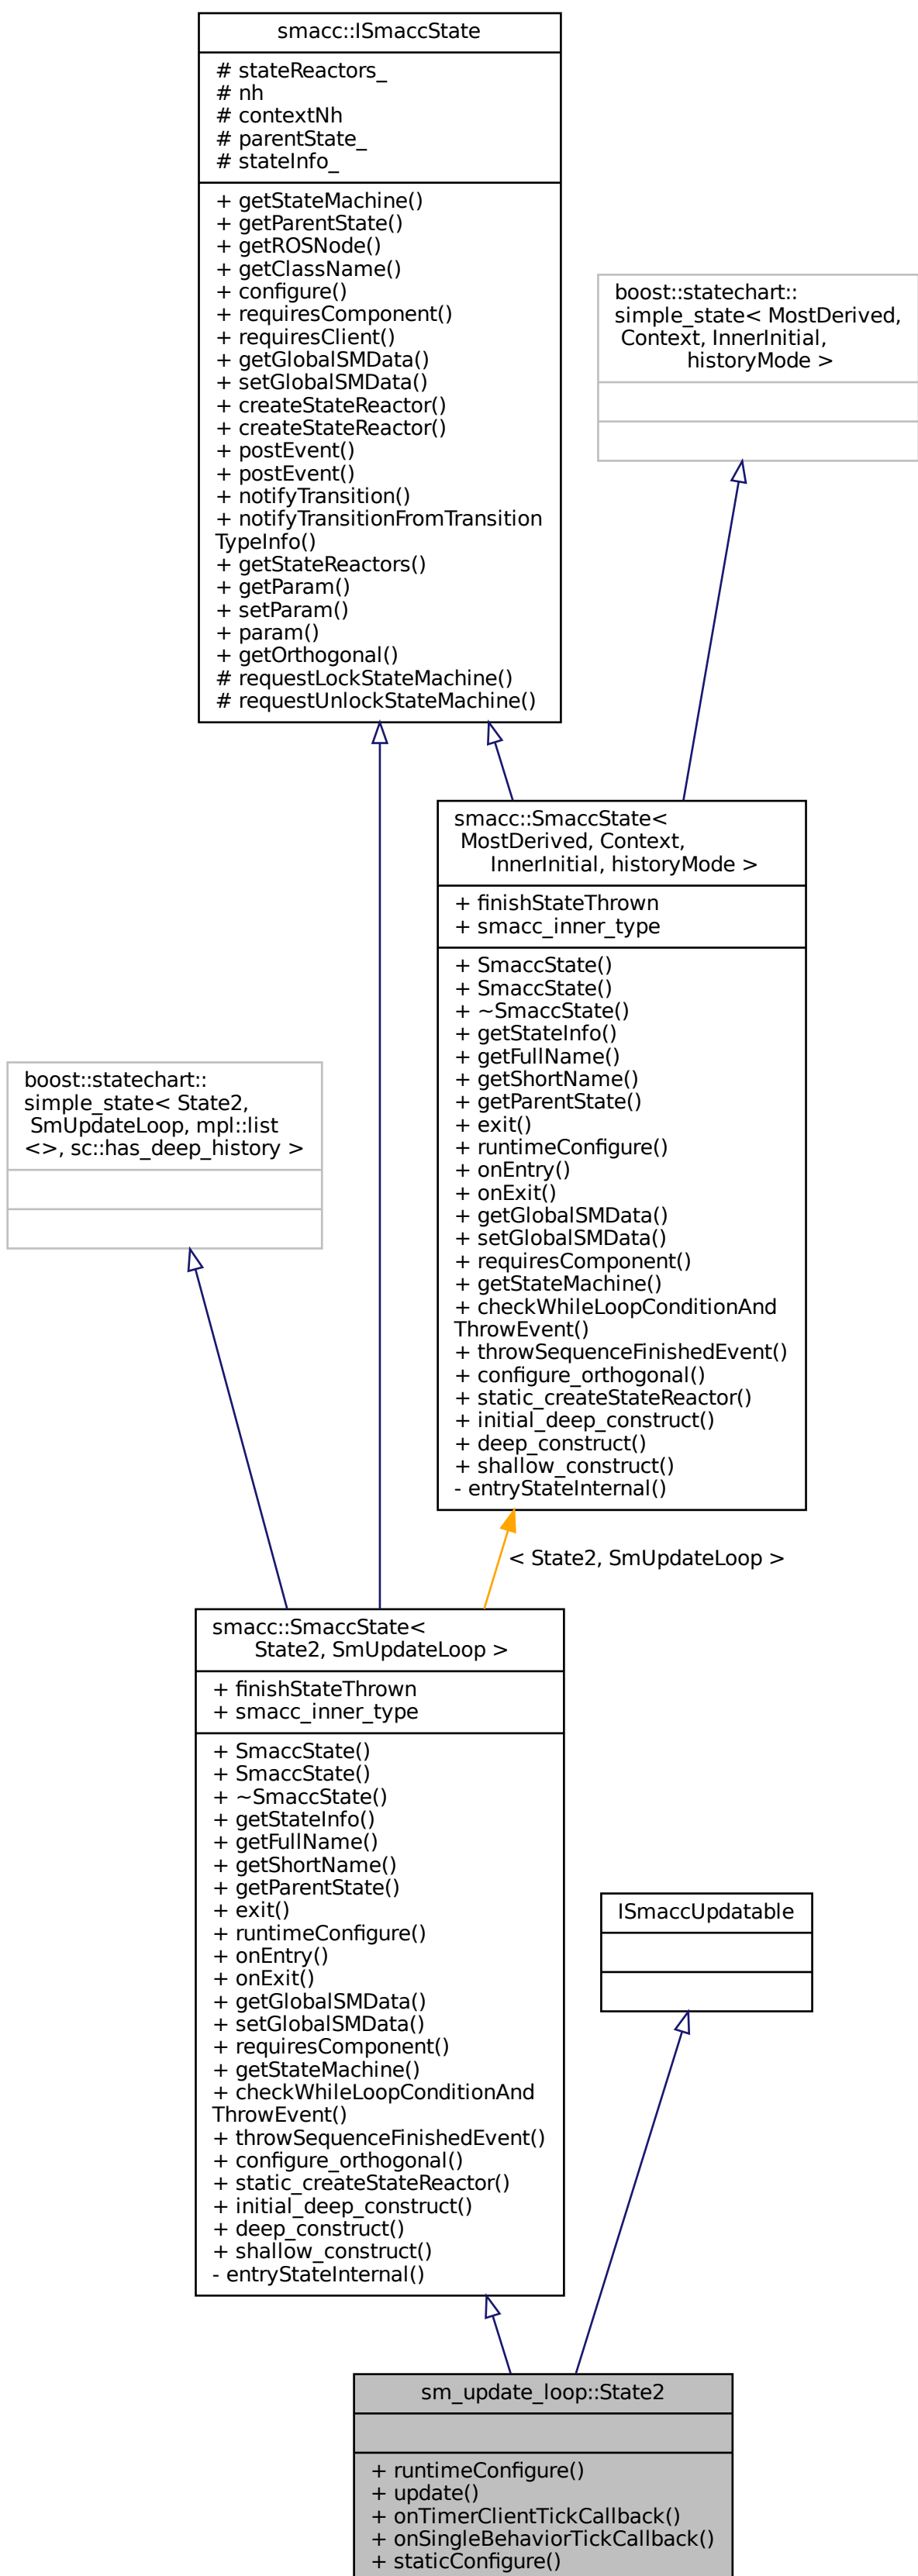 smacc::ISmaccState
# stateReactors_
# nh
# contextNh
# parentState_
# stateInfo_
+ getStateMachine()
+ getParentState()
+ getROSNode()
+ getClassName()
+ configure()
+ requiresComponent()
+ requiresClient()
+ getGlobalSMData()
+ setGlobalSMData()
+ createStateReactor()
+ createStateReactor()
+ postEvent()
+ postEvent()
+ notifyTransition()
+ notifyTransitionFromTransition
TypeInfo()
+ getStateReactors()
+ getParam()
+ setParam()
+ param()
+ getOrthogonal()
# requestLockStateMachine()
# requestUnlockStateMachine()
boost::statechart::
simple_state< MostDerived,
Context, InnerInitial,
historyMode >
smacc::SmaccState<
MostDerived, Context,
InnerInitial, historyMode >
+ finishStateThrown
+ smacc_inner_type
+ SmaccState()
+ SmaccState()
+ ~SmaccState()
+ getStateInfo()
+ getFullName()
+ getShortName()
+ getParentState()
+ exit()
+ runtimeConfigure()
+ onEntry()
+ onExit()
+ getGlobalSMData()
+ setGlobalSMData()
+ requiresComponent()
+ getStateMachine()
+ checkWhileLoopConditionAnd
ThrowEvent()
+ throwSequenceFinishedEvent()
+ configure_orthogonal()
+ static_createStateReactor()
+ initial_deep_construct()
+ deep_construct()
+ shallow_construct()
- entryStateInternal()
boost::statechart::
simple_state< State2,
SmUpdateLoop, mpl::list
<>, sc::has_deep_history >
< State2, SmUpdateLoop >
smacc::SmaccState<
State2, SmUpdateLoop >
+ finishStateThrown
+ smacc_inner_type
+ SmaccState()
+ SmaccState()
+ ~SmaccState()
+ getStateInfo()
+ getFullName()
+ getShortName()
+ getParentState()
+ exit()
+ runtimeConfigure()
+ onEntry()
+ onExit()
+ getGlobalSMData()
+ setGlobalSMData()
+ requiresComponent()
+ getStateMachine()
+ checkWhileLoopConditionAnd
ThrowEvent()
+ throwSequenceFinishedEvent()
+ configure_orthogonal()
+ static_createStateReactor()
+ initial_deep_construct()
+ deep_construct()
+ shallow_construct()
- entryStateInternal()
ISmaccUpdatable
sm_update_loop::State2
+ runtimeConfigure()
+ update()
+ onTimerClientTickCallback()
+ onSingleBehaviorTickCallback()
+ staticConfigure()